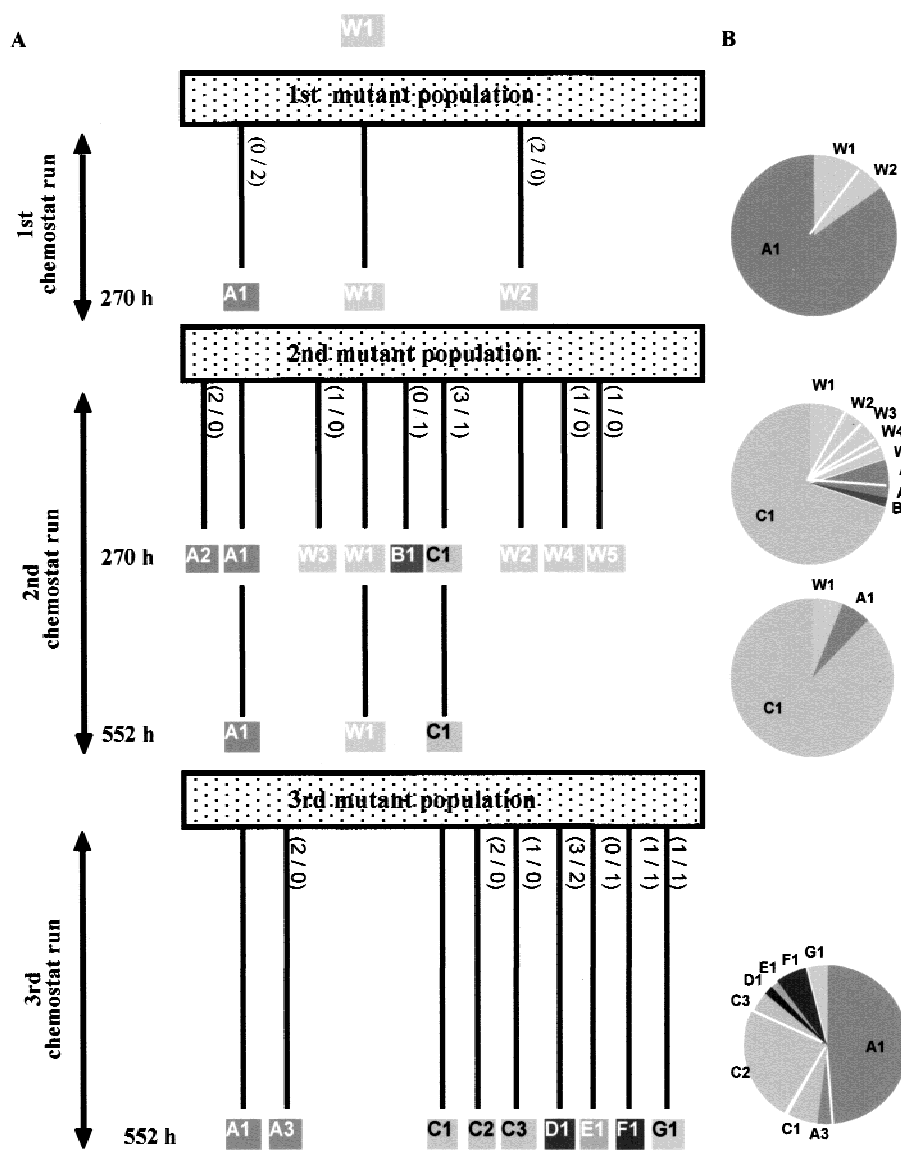 A
W1
B
1st mutant population
(0 / 2)
(2 / 0)
1st
chemostat run
W1
W2
A1
270 h
A1
W1
W2
2nd mutant population
(2 / 0)
(1 / 0)
(0 / 1)
(3 / 1)
(1 / 0)
(1 / 0)
W1
W2
W3
W4
W
B
C1
2nd
chemostat run
270 h
A2
A1
W3
W1
B1
C1
W2
W4
W5
W1
A1
C1
552 h
A1
W1
C1
3rd mutant population
(2 / 0)
(2 / 0)
(1 / 0)
(3 / 2)
(0 / 1)
(1 / 1)
(1 / 1)
3rd
chemostat run
G1
F1
E1
D1
C3
A1
C2
C1
A3
552 h
A1
A3
C1
C2
C3
D1
E1
F1
G1